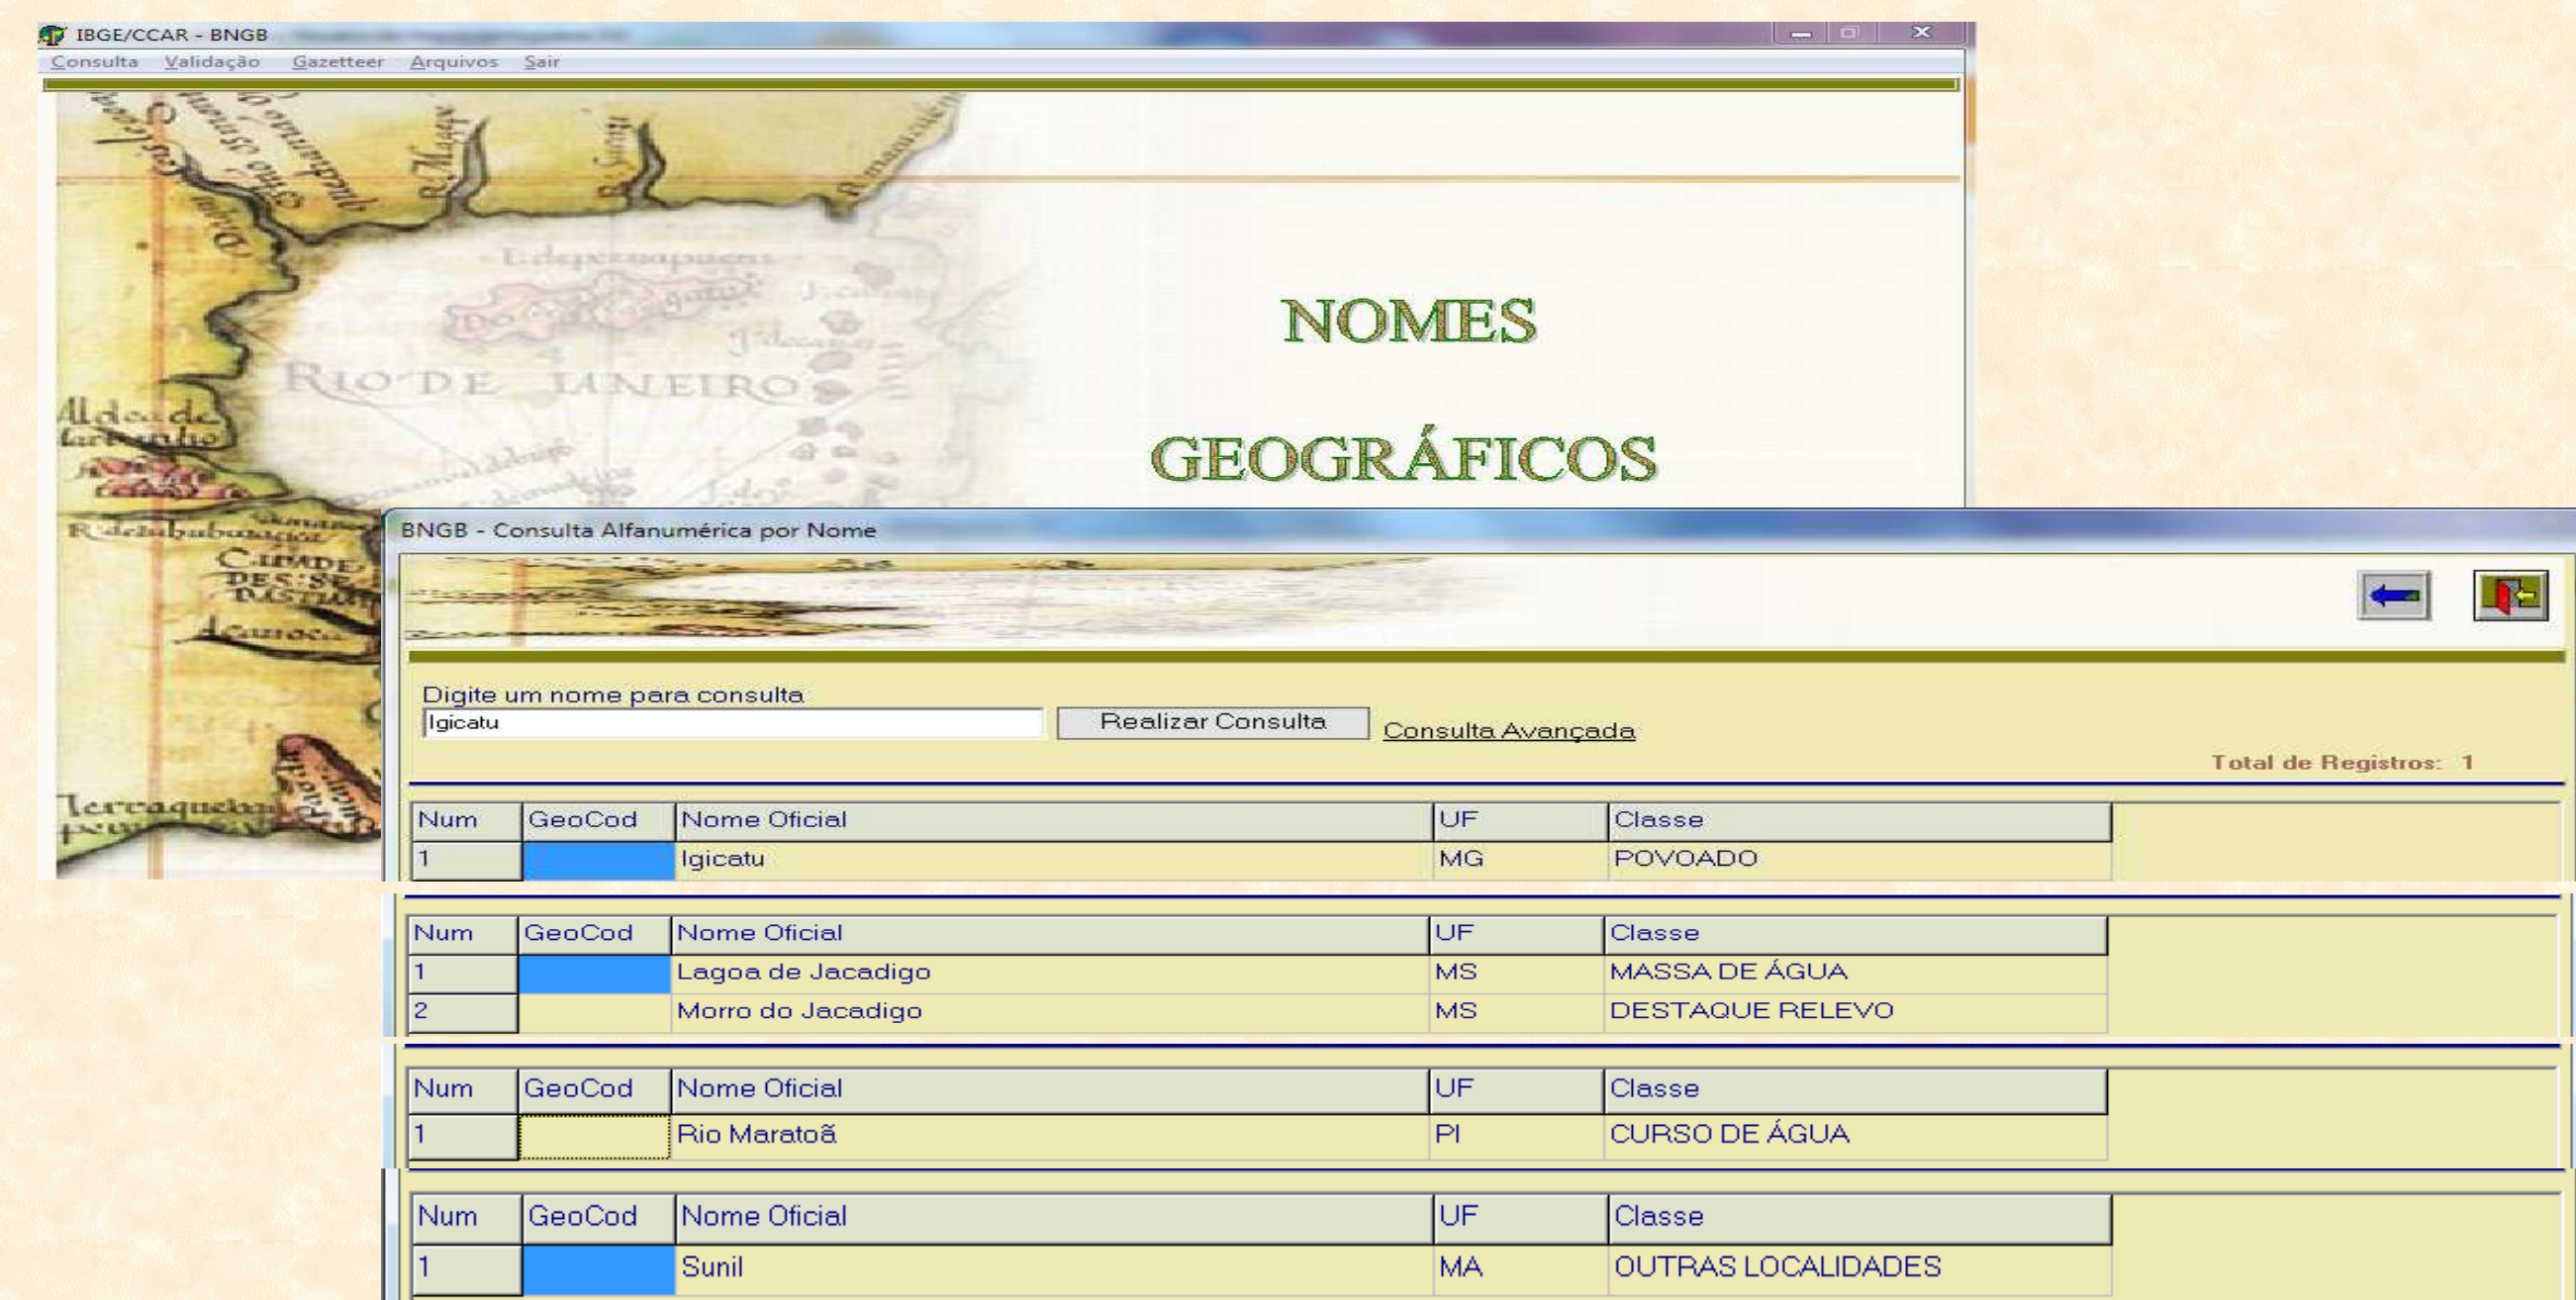 IBGE/CCAR - BNGB
Consulta Validação Gazetteer Arquivos Sair
RIO DE IANEIRO
NOMES
GEOGRÁFICOS
BNGB - Consulta Alfanumérica por Nome
Digite um nome para consulta
Igicatu Realizar Consulta Consulta Avançada
Total de Registros: 1
Num GeoCod Nome Oficial UF Classe
1 Igicatu MG POVOADO
Num GeoCod Nome Oficial UF Classe
1 Lagoa de Jacadigo MS MASSA DE ÁGUA
2 Morro do Jacadigo MS DESTAQUE RELEVO
Num GeoCod Nome Oficial UF Classe
1 Rio Maratoã PI CURSO DE ÁGUA
Num GeoCod Nome Oficial UF Classe
1 Sunil MA OUTRAS LOCALIDADES